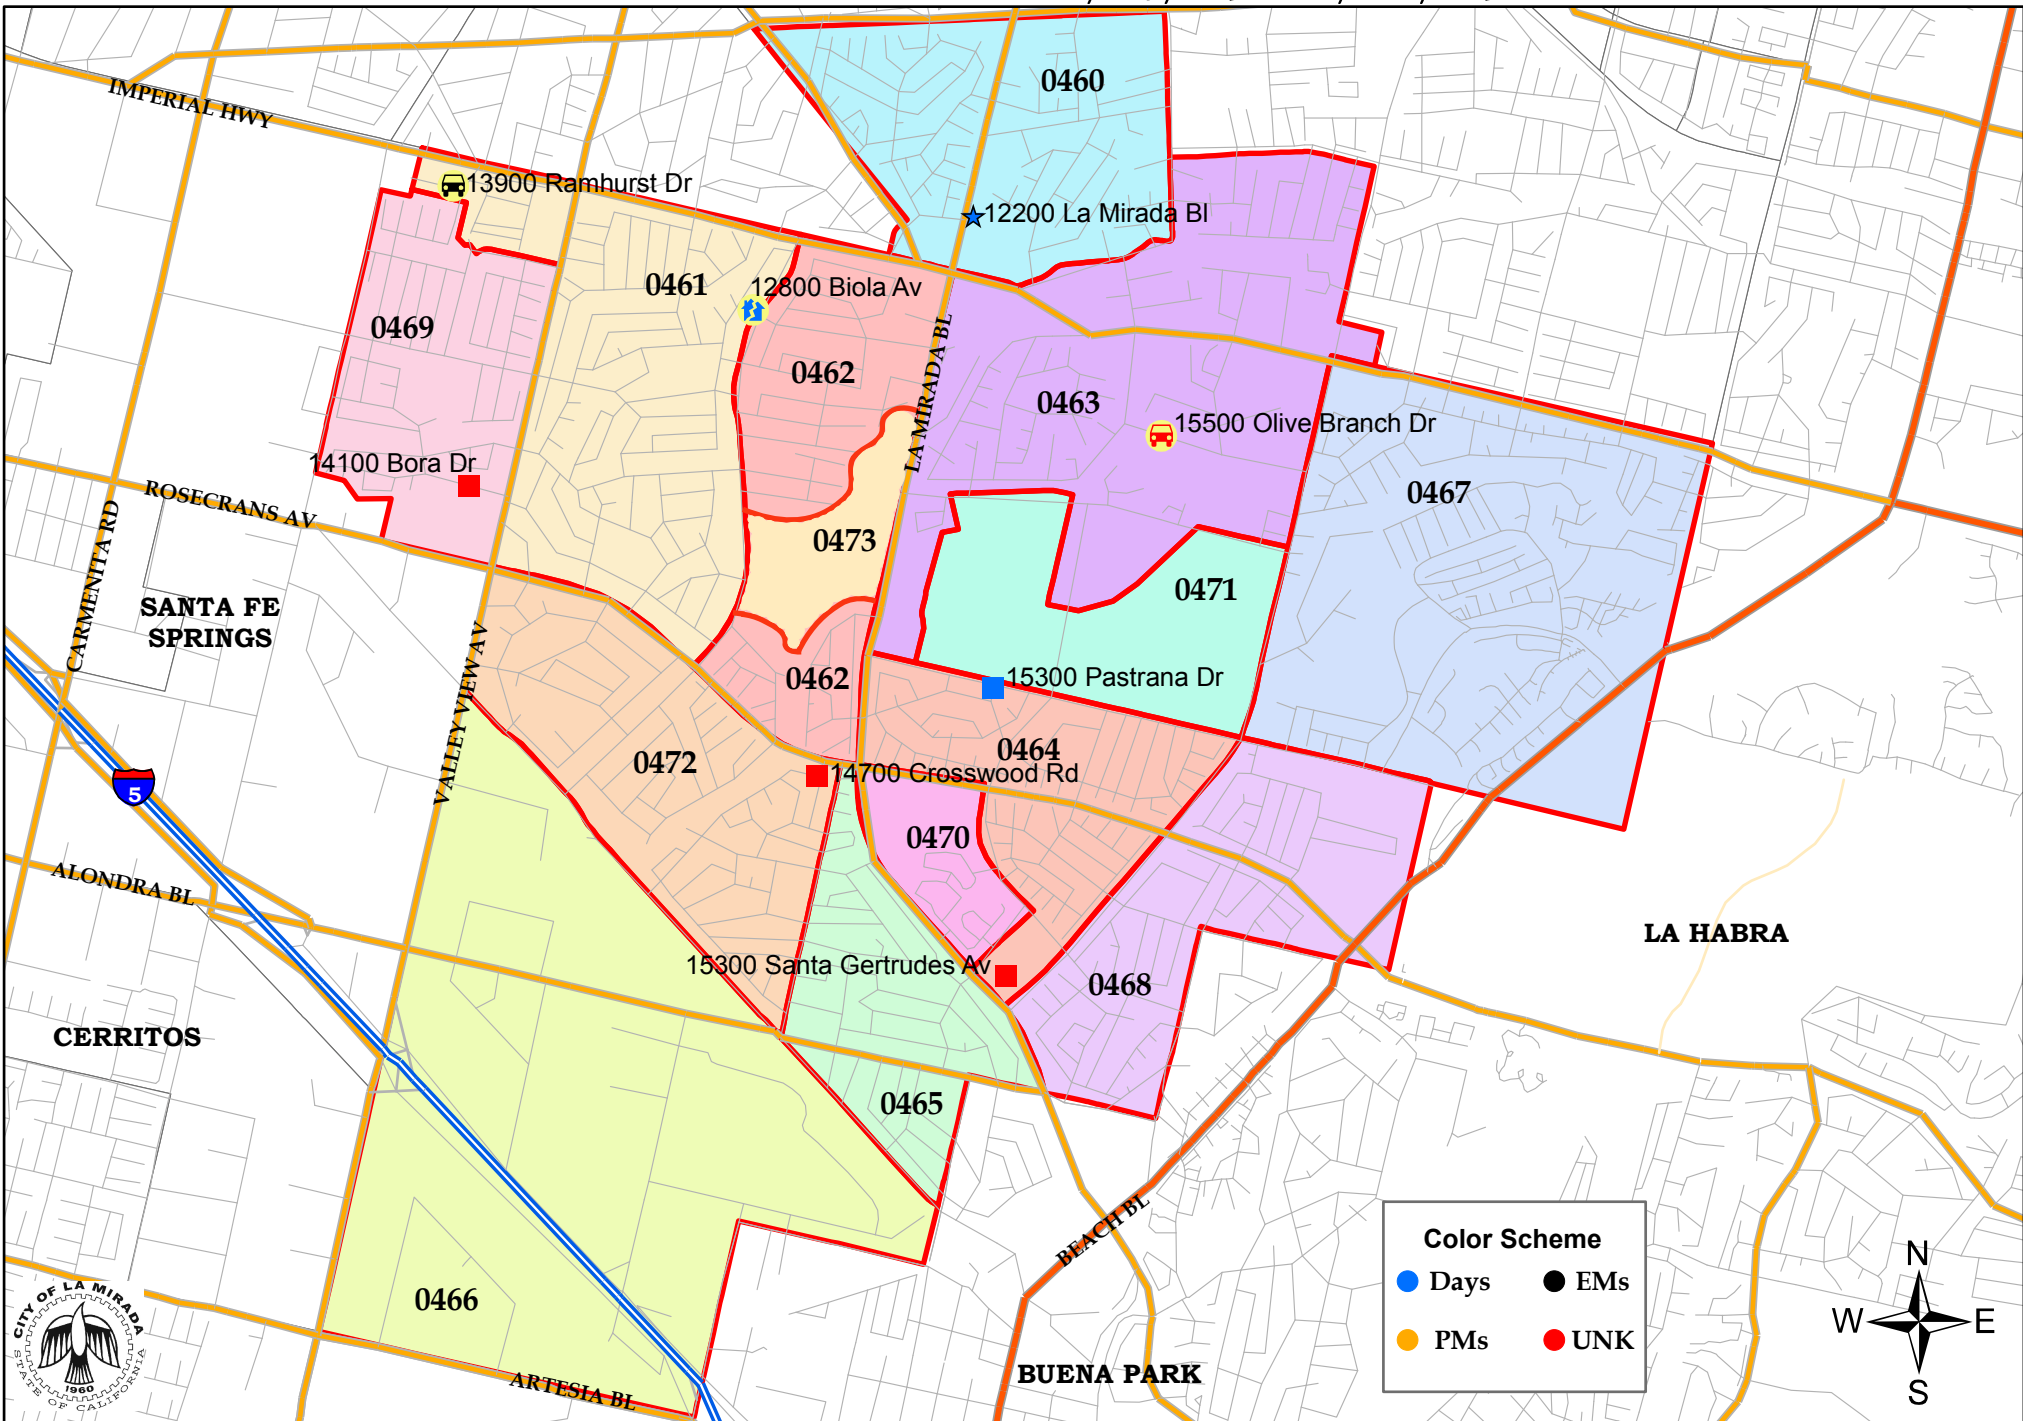 IMPERIAL HWY
0460
13900 Ramhurst Dr
12200 La Mirada Bl
0461
12800 Biola Av
0469
0462
LA MIRADA BL
0463
15500 Olive Branch Dr
14100 Bora Dr
0467
ROSECRANS AV
CARMENITA RD
0473
0471
SANTA FE
SPRINGS
VALLEY VIEW AV
0462
15300 Pastrana Dr
0472
0464
14700 Crosswood Rd
5
0470
ALONDRA BL
LA HABRA
15300 Santa Gertrudes Av
0468
CERRITOS
0465
BEACH BL
0466
ARTESIA BL
BUENA PARK
Color Scheme
Days
EMs
PMs
UNK
N
W
E
S
CITY OF LA MIRADA
1960
STATE OF CALIFORNIA